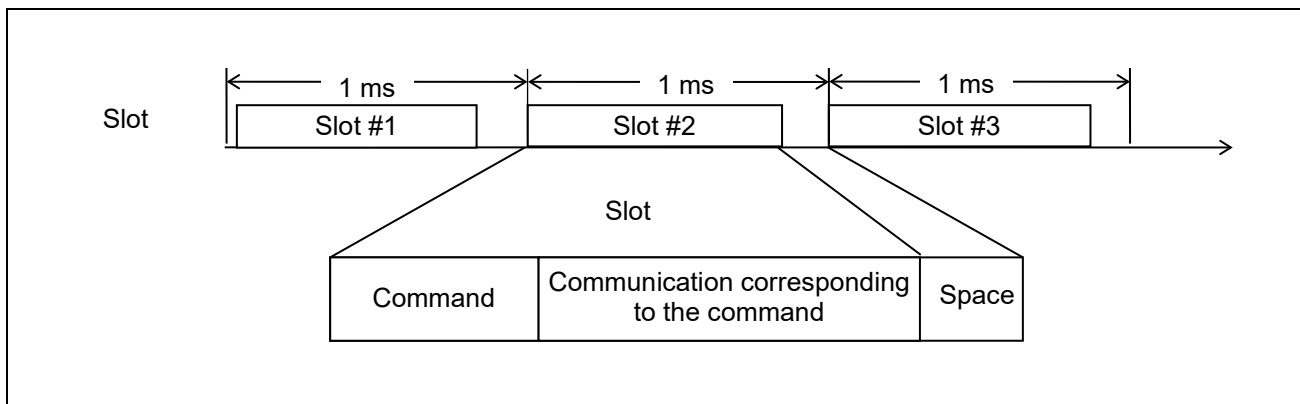 1 ms
1 ms
1 ms
Slot
Slot #1
Slot #2
Slot #3
Slot
Command
Communication corresponding
to the command
Space